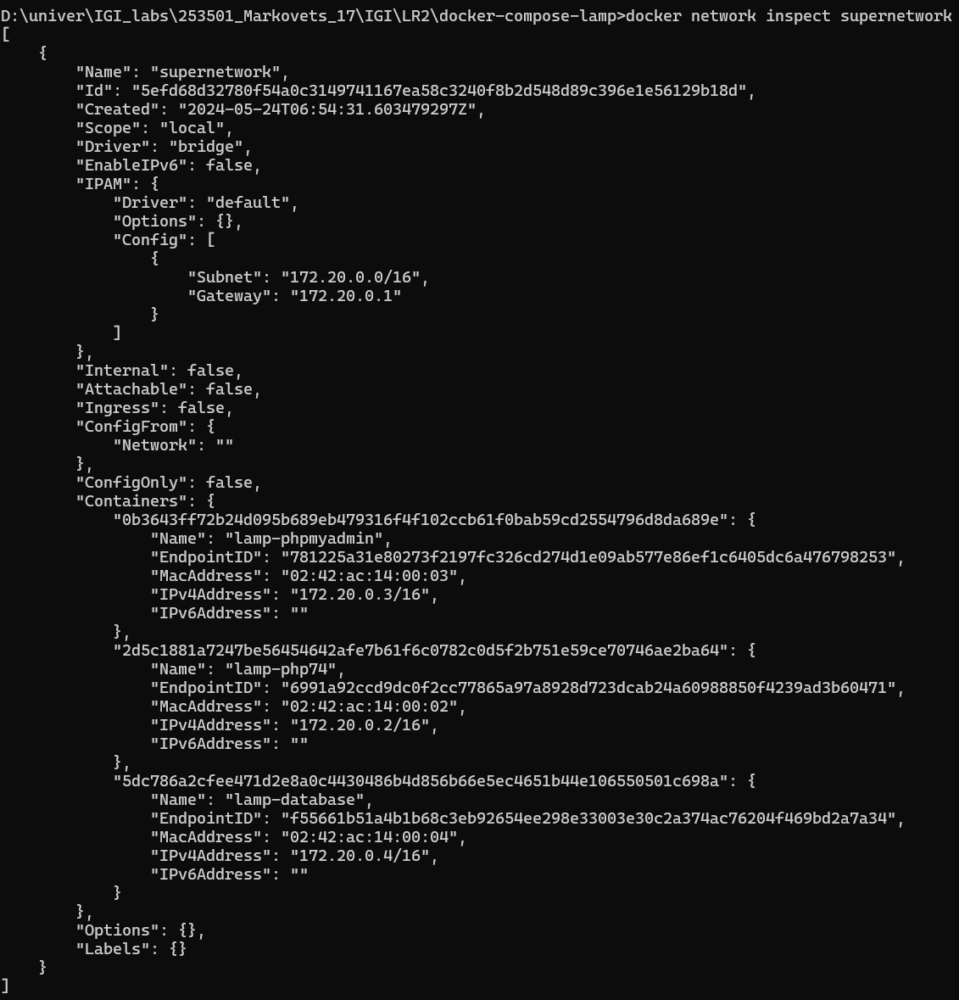 D:\univer\IGI_labs\253501_Markovets_17\IGI\LR2\docker-compose-lamp>docker network inspect supernetwork
[
    {
        "Name": "supernetwork",
        "Id": "5efd68d32780f54a0c3149741167ea58c3240f8b2d548d89c396e1e56129b18d",
        "Created": "2024-05-24T06:54:31.603479297Z",
        "Scope": "local",
        "Driver": "bridge",
        "EnableIPv6": false,
        "IPAM": {
            "Driver": "default",
            "Options": {},
            "Config": [
                {
                    "Subnet": "172.20.0.0/16",
                    "Gateway": "172.20.0.1"
                }
            ]
        },
        "Internal": false,
        "Attachable": false,
        "Ingress": false,
        "ConfigFrom": {
            "Network": ""
        },
        "ConfigOnly": false,
        "Containers": {
            "0b3643ff72b24d095b689eb479316f4f102ccb61f0bab59cd2554796d8da689e": {
                "Name": "lamp-phpmyadmin",
                "EndpointID": "781225a31e80273f2197fc326cd274d1e09ab577e86ef1c6405dc6a476798253",
                "MacAddress": "02:42:ac:14:00:03",
                "IPv4Address": "172.20.0.3/16",
                "IPv6Address": ""
            },
            "2d5c1881a7247be56454642afe7b61f6c0782c0d5f2b751e59ce70746ae2ba64": {
                "Name": "lamp-php74",
                "EndpointID": "6991a92ccd9dc0f2cc77865a97a8928d723dcab24a60988850f4239ad3b60471",
                "MacAddress": "02:42:ac:14:00:02",
                "IPv4Address": "172.20.0.2/16",
                "IPv6Address": ""
            },
            "5dc786a2cfee471d2e8a0c4430486b4d856b66e5ec4651b44e106550501c698a": {
                "Name": "lamp-database",
                "EndpointID": "f55661b51a4b1b68c3eb92654ee298e33003e30c2a374ac76204f469bd2a7a34",
                "MacAddress": "02:42:ac:14:00:04",
                "IPv4Address": "172.20.0.4/16",
                "IPv6Address": ""
            }
        },
        "Options": {},
        "Labels": {}
    }
]